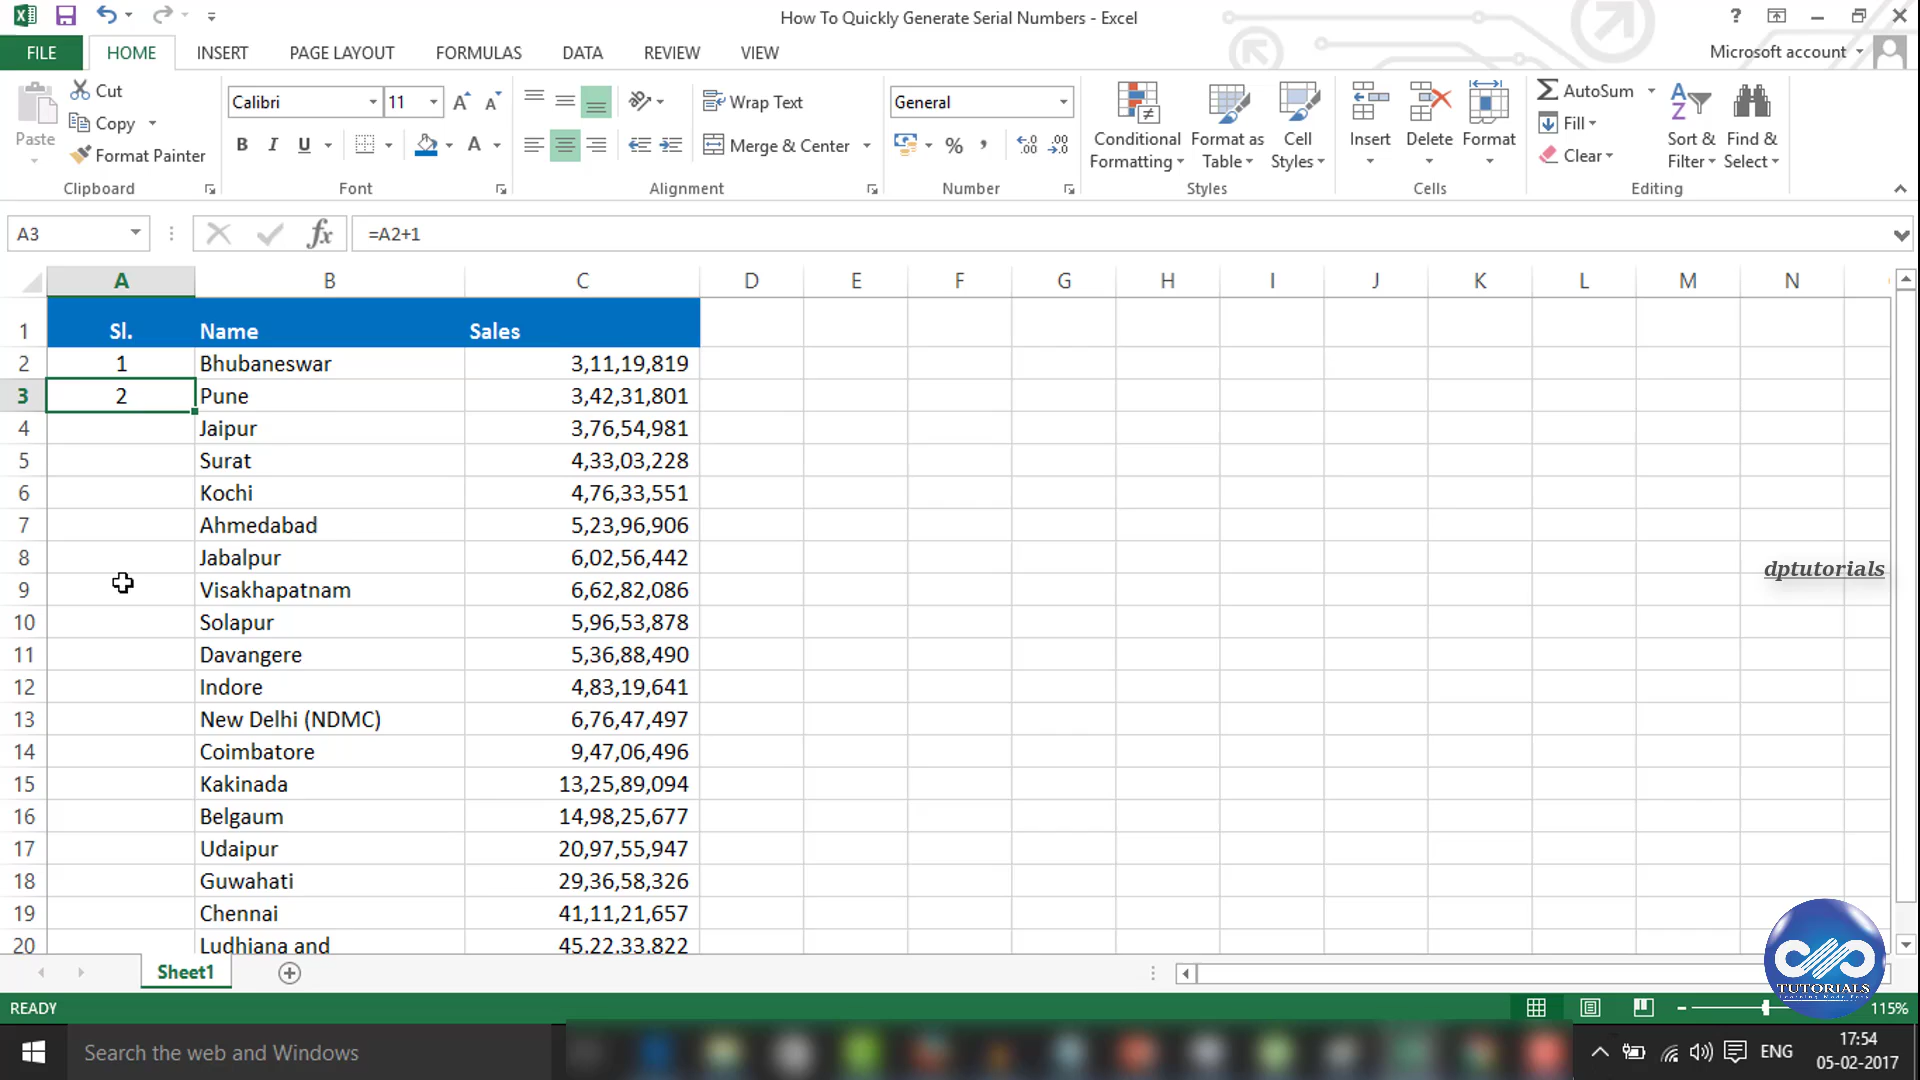 How To Quickly Generate Serial Numbers - Excel
?
FILE HOME INSERT PAGE LAYOUT FORMULAS DATA REVIEW VIEW Microsoft account
Paste Cut Copy Format Painter
Clipboard
Calibri 11
B I U A
Font
Wrap Text
Merge & Center
Alignment
General
% ,
Number
Conditional Formatting Format as Table Cell Styles
Styles
Insert Delete Format
Cells
AutoSum Fill Clear Sort & Filter Find & Select
Editing
A3 fx =A2+1
A B C D E F G H I J K L M N
1 Sl. Name Sales
2 1 Bhubaneswar 3,11,19,819
3 2 Pune 3,42,31,801
4 Jaipur 3,76,54,981
5 Surat 4,33,03,228
6 Kochi 4,76,33,551
7 Ahmedabad 5,23,96,906
8 Jabalpur 6,02,56,442
dptutorials
9 Visakhapatnam 6,62,82,086
10 Solapur 5,96,53,878
11 Davangere 5,36,88,490
12 Indore 4,83,19,641
13 New Delhi (NDMC) 6,76,47,497
14 Coimbatore 9,47,06,496
15 Kakinada 13,25,89,094
16 Belgaum 14,98,25,677
17 Udaipur 20,97,55,947
18 Guwahati 29,36,58,326
19 Chennai 41,11,21,657
20 Ludhiana and 45,22,33,822
Sheet1
TUTORIALS
Learning Made Easy
READY 115%
Search the web and Windows ENG 17:54
05-02-2017